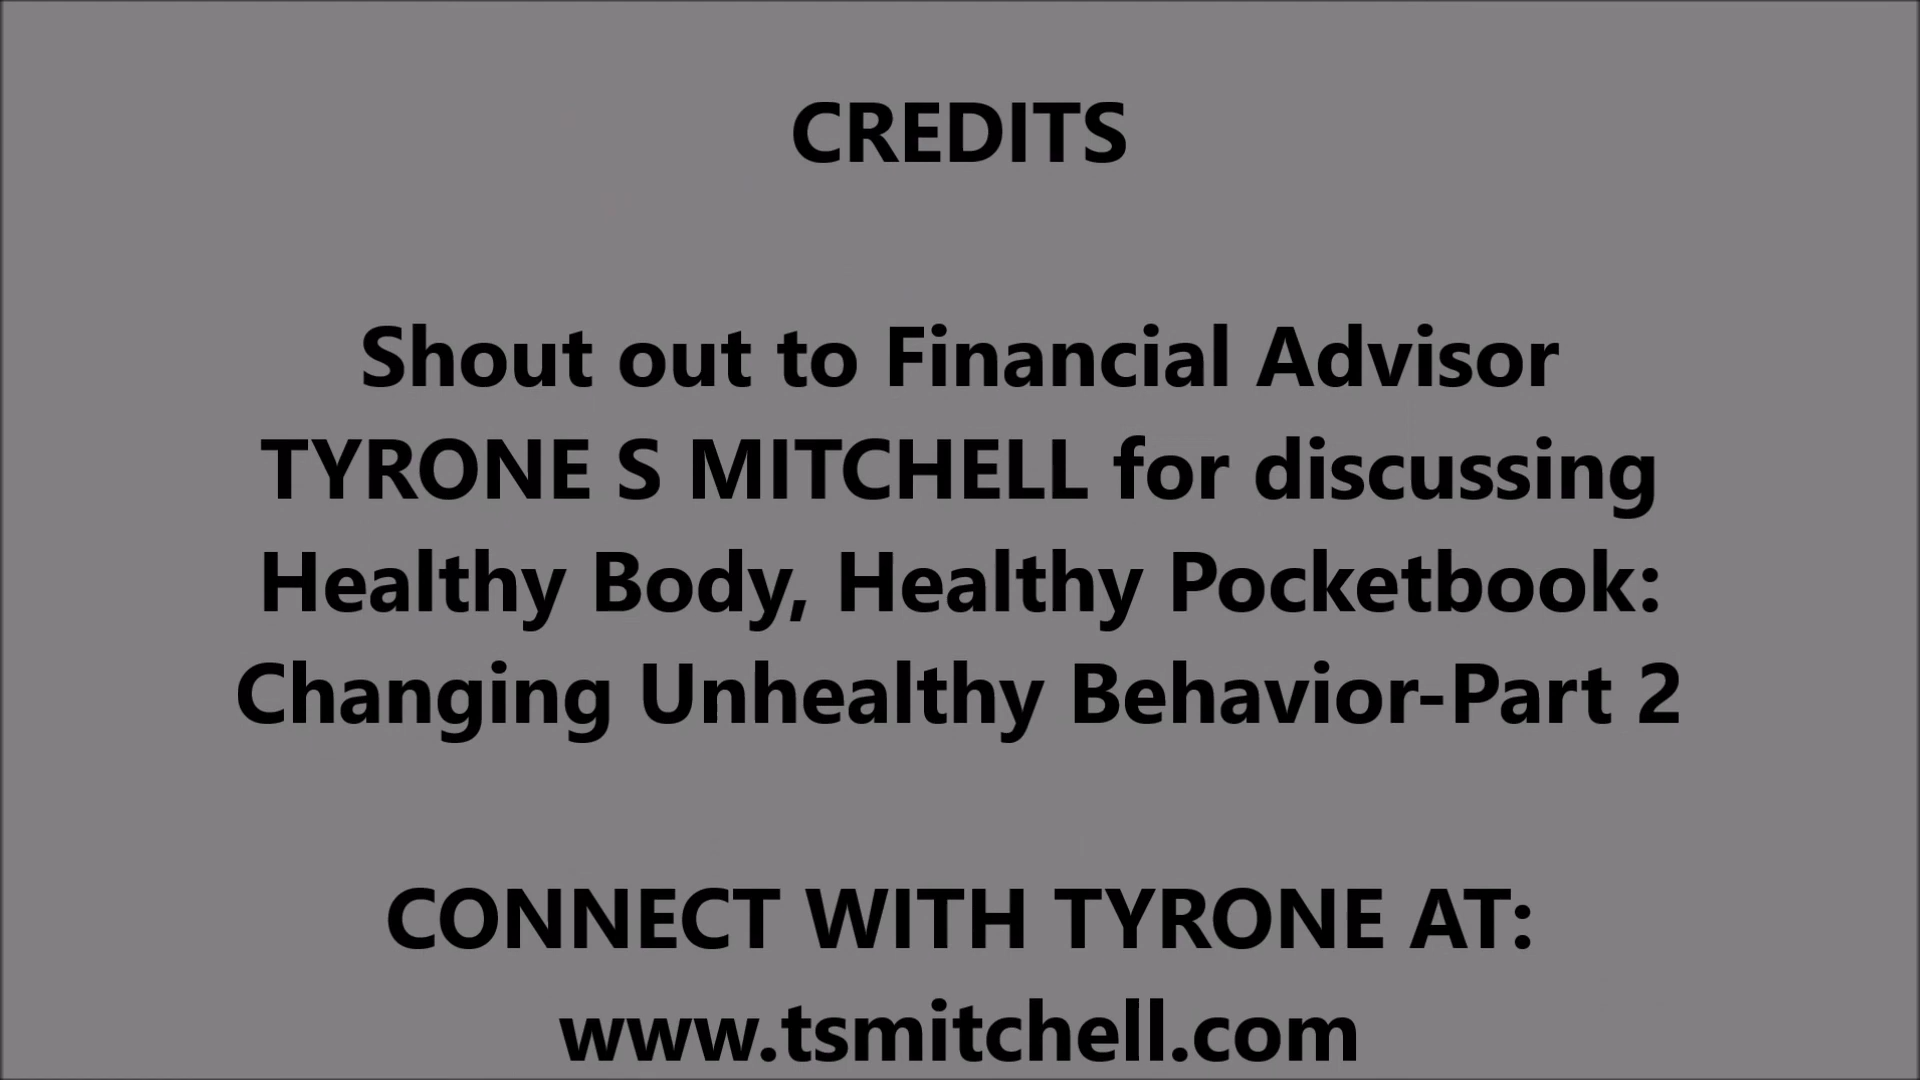 CREDITS
Shout out to Financial Advisor
TYRONE S MITCHELL for discussing
Healthy Body, Healthy Pocketbook:
Changing Unhealthy Behavior-Part 2
CONNECT WITH TYRONE AT:
www.tsmitchell.com